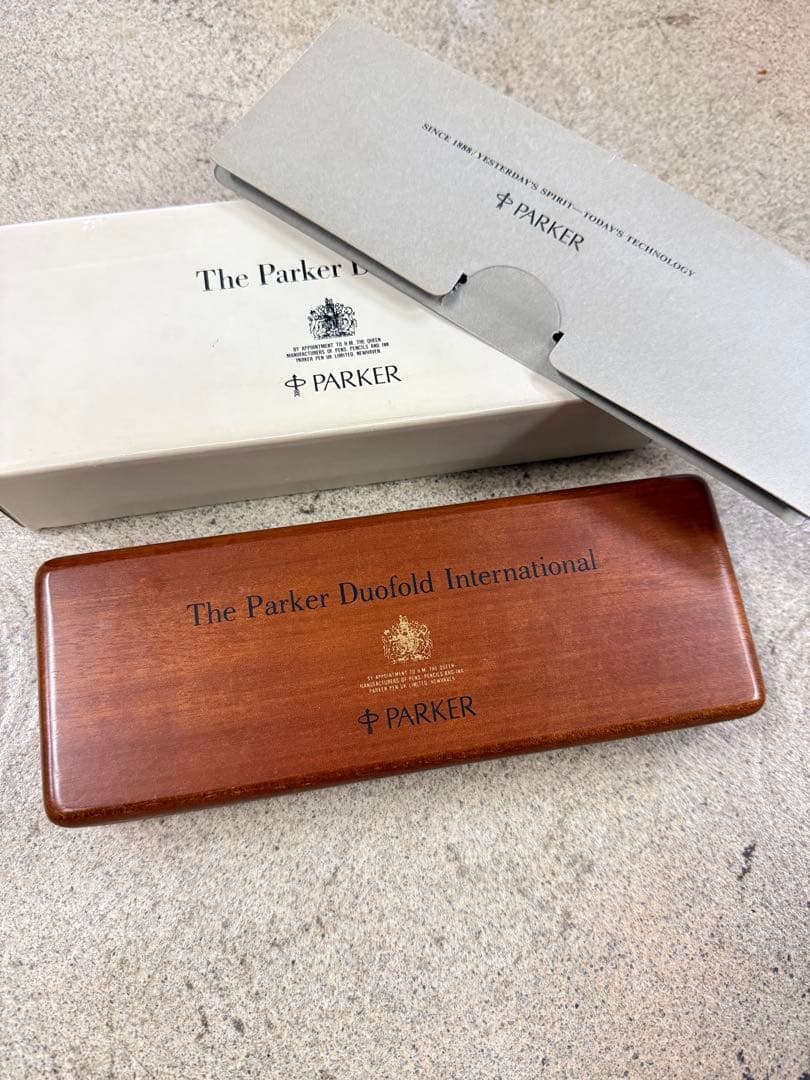 SINCE 1888/YESTERDAY'S SPIRIT—TODAY'S TECHNOLOGY
PARKER
The Parker D
BY APPOINTMENT TO H.M. THE QUEEN
MANUFACTURERS OF PENS, PENCILS AND INK
PARKER PEN UK LIMITED, NEWHAVEN.
PARKER
The Parker Duofold International
BY APPOINTMENT TO H.M. THE QUEEN.
MANUFACTURERS OF PENS, PENCILS AND INK
PARKER PEN UK LIMITED, NEWHAVEN.
PARKER